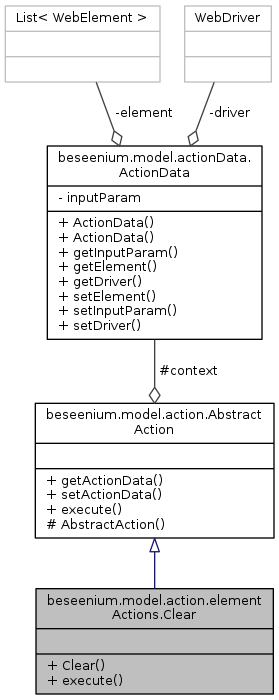 List< WebElement >
WebDriver
-element
-driver
beseenium.model.actionData.
ActionData
- inputParam
+ ActionData()
+ ActionData()
+ getInputParam()
+ getElement()
+ getDriver()
+ setElement()
+ setInputParam()
+ setDriver()
#context
beseenium.model.action.Abstract
Action
+ getActionData()
+ setActionData()
+ execute()
# AbstractAction()
beseenium.model.action.element
Actions.Clear
+ Clear()
+ execute()